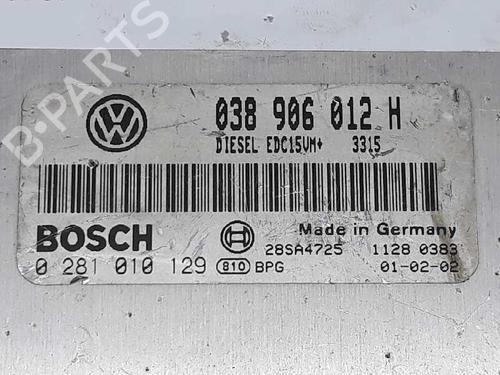 B·PARTS
038 906 012 H
DIESEL EDC15VM+ 3315
BOSCH
Made in Germany
28SA4725 1128 0383
0 281 010 129 810 BPG 01-02-02